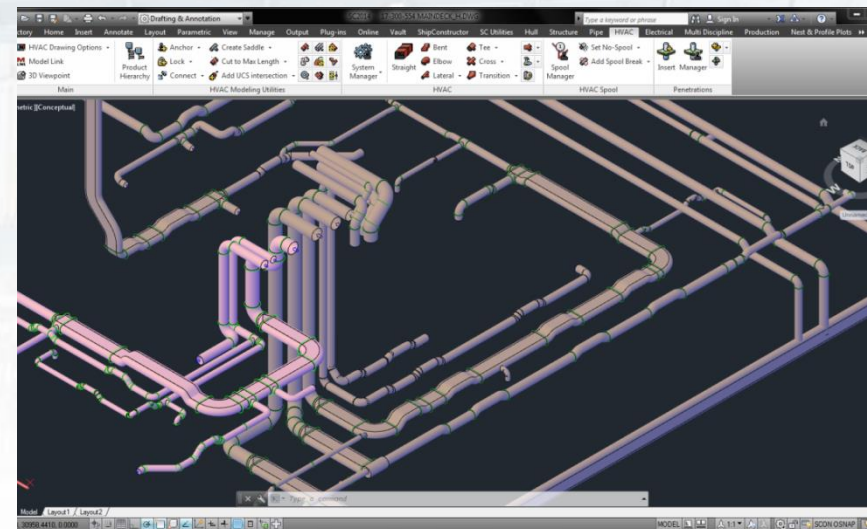 Drafting & Annotation
Type a keyword or phrase
Sign In
Home Insert Annotate Layout Parametric View Manage Output Plug-ins Online Vault ShipConstructor SC Utilities Hull Structure Pipe HVAC Electrical Multi Discipline Production Nest & Profile Plots
HVAC Drawing Options
Model Link
3D Viewpoint
Product Hierarchy
Anchor
Lock
Connect
Create Saddle
Cut to Max Length
Add UCS intersection
System Manager
Straight
Bent
Elbow
Lateral
Tee
Cross
Transition
Spool Manager
Set No-Spool
Add Spool Break
Insert
Manager
Main
HVAC Modeling Utilities
HVAC
HVAC Spool
Penetrations
TOP
W
Type a command
Model Layout1 Layout2
MODEL
1:1
SCON OSNAP